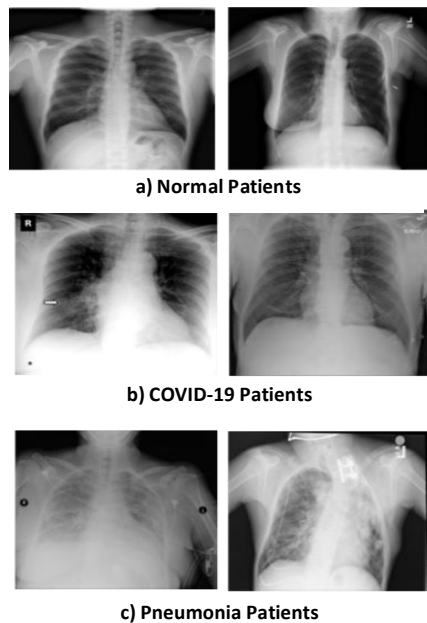 a) Normal Patients
R
b) COVID-19 Patients
c) Pneumonia Patients